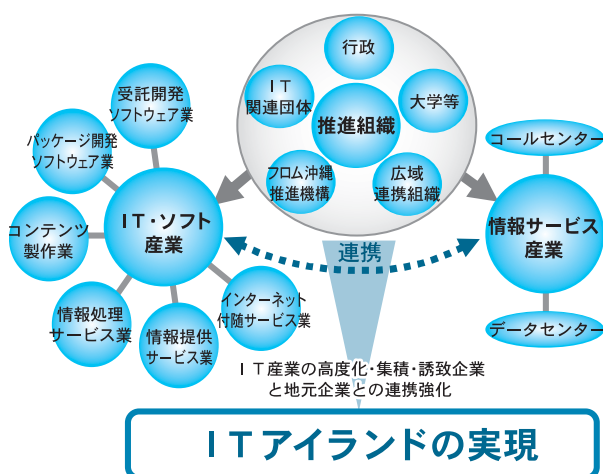 行政
IT
関連団体
大学等
推進組織
フロム沖縄
推進機構
広域
連携組織
受託開発
ソフトウェア業
パッケージ開発
ソフトウェア業
コンテンツ
製作業
情報処理
サービス業
情報提供
サービス業
インターネット
付随サービス業
IT・ソフト
産業
連携
コールセンター
情報サービス
産業
データセンター
IT産業の高度化・集積・誘致企業
と地元企業との連携強化
ITアイランドの実現